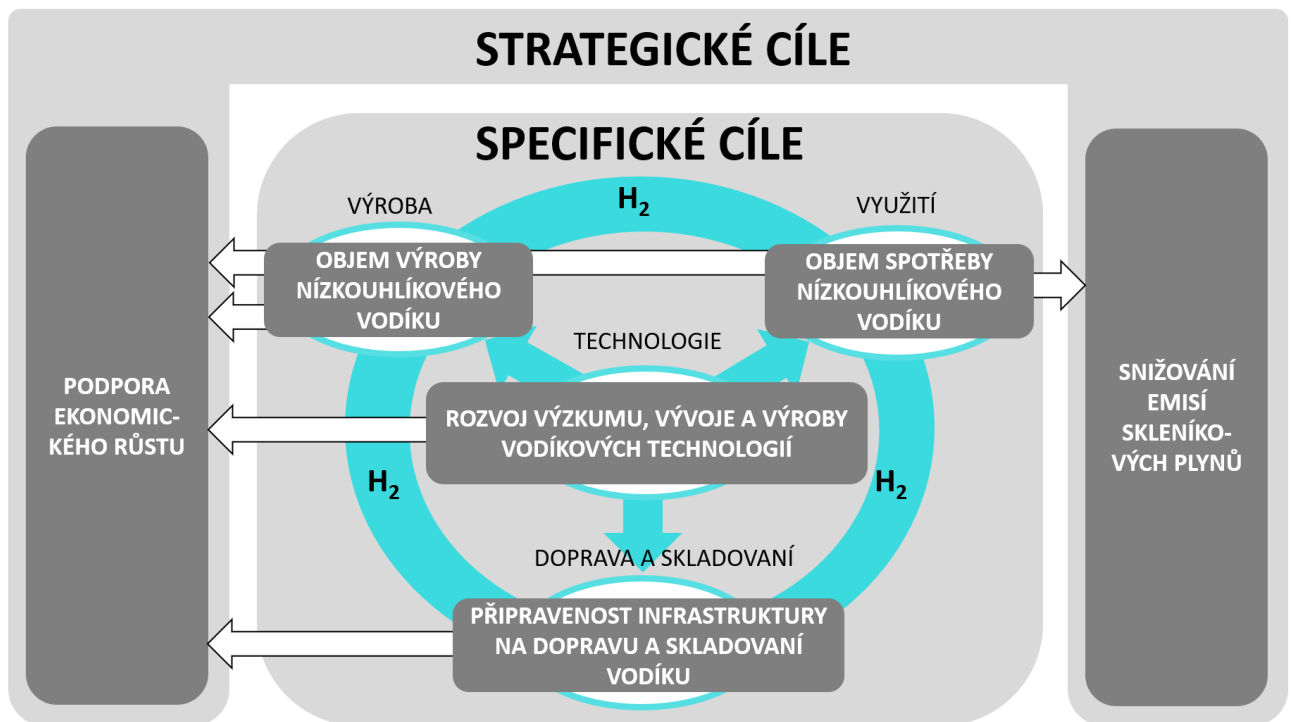 STRATEGICKÉ CÍLE
SPECIFICKÉ CÍLE
VÝROBA
H₂
VYUŽITÍ
OBJEM VÝROBY
NÍZKOUHLÍKOVÉHO
VODÍKU
OBJEM SPOTŘEBY
NÍZKOUHLÍKOVÉHO
VODÍKU
TECHNOLOGIE
PODPORA
EKONOMIC-
KÉHO RŮSTU
ROZVOJ VÝZKUMU, VÝVOJE A VÝROBY
VODÍKOVÝCH TECHNOLOGIÍ
SNIŽOVÁNÍ
EMISÍ
SKLENÍKO-
VÝCH PLYNŮ
H₂
H₂
DOPRAVA A SKLADOVANÍ
PŘIPRAVENOST INFRASTRUKTURY
NA DOPRAVU A SKLADOVANÍ
VODÍKU